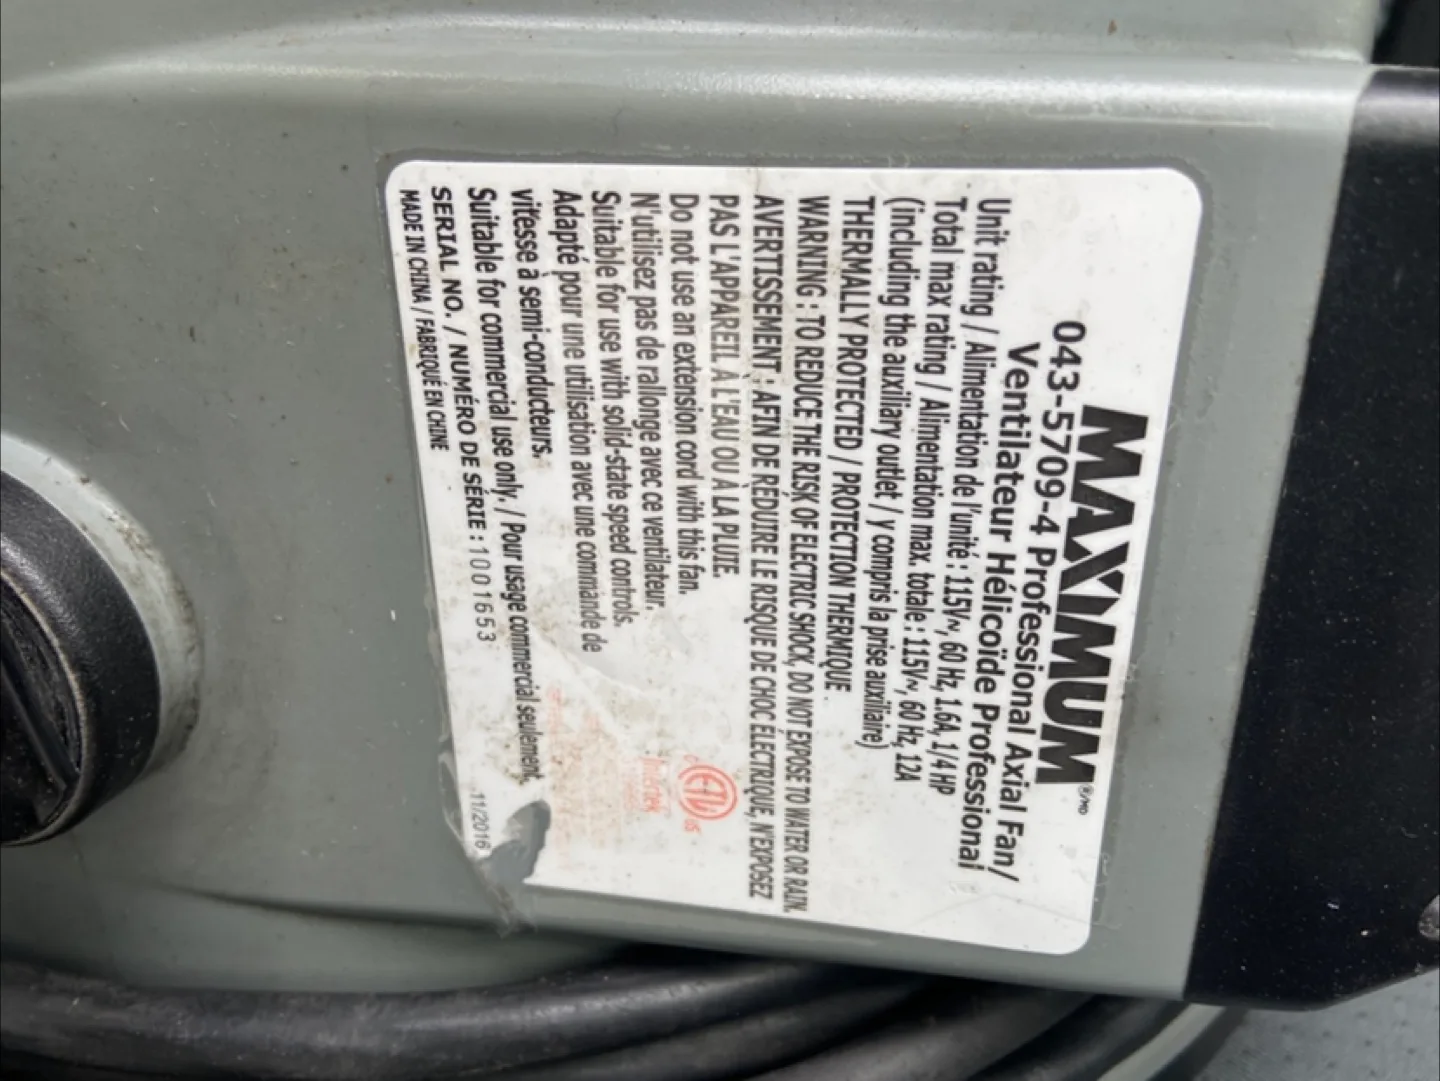 MAXIMUM®/MD
043-5709-4 Professional Axial Fan/
Ventilateur Hélicoïde Professional
Unit rating / Alimentation de l'unité : 115V~, 60 Hz, 1.6A, 1/4 HP
Total max rating / Alimentation max. totale : 115V~, 60 Hz, 12A
(including the auxiliary outlet / y compris la prise auxiliaire)
THERMALLY PROTECTED / PROTECTION THERMIQUE
WARNING : TO REDUCE THE RISK OF ELECTRIC SHOCK, DO NOT EXPOSE TO WATER OR RAIN.
AVERTISSEMENT : AFIN DE RÉDUIRE LE RISQUE DE CHOC ÉLECTRIQUE, N'EXPOSEZ
PAS L'APPAREIL À L'EAU OU À LA PLUIE.
Do not use an extension cord with this fan.
N'utilisez pas de rallonge avec ce ventilateur.
Suitable for use with solid-state speed controls.
Adapté pour une utilisation avec une commande de
vitesse à semi-conducteurs.
Suitable for commercial use only. / Pour usage commercial seulement.
SERIAL NO. / NUMÉRO DE SÉRIE : 1001653
MADE IN CHINA / FABRIQUÉ EN CHINE
11/2016
c ETL us
Intertek